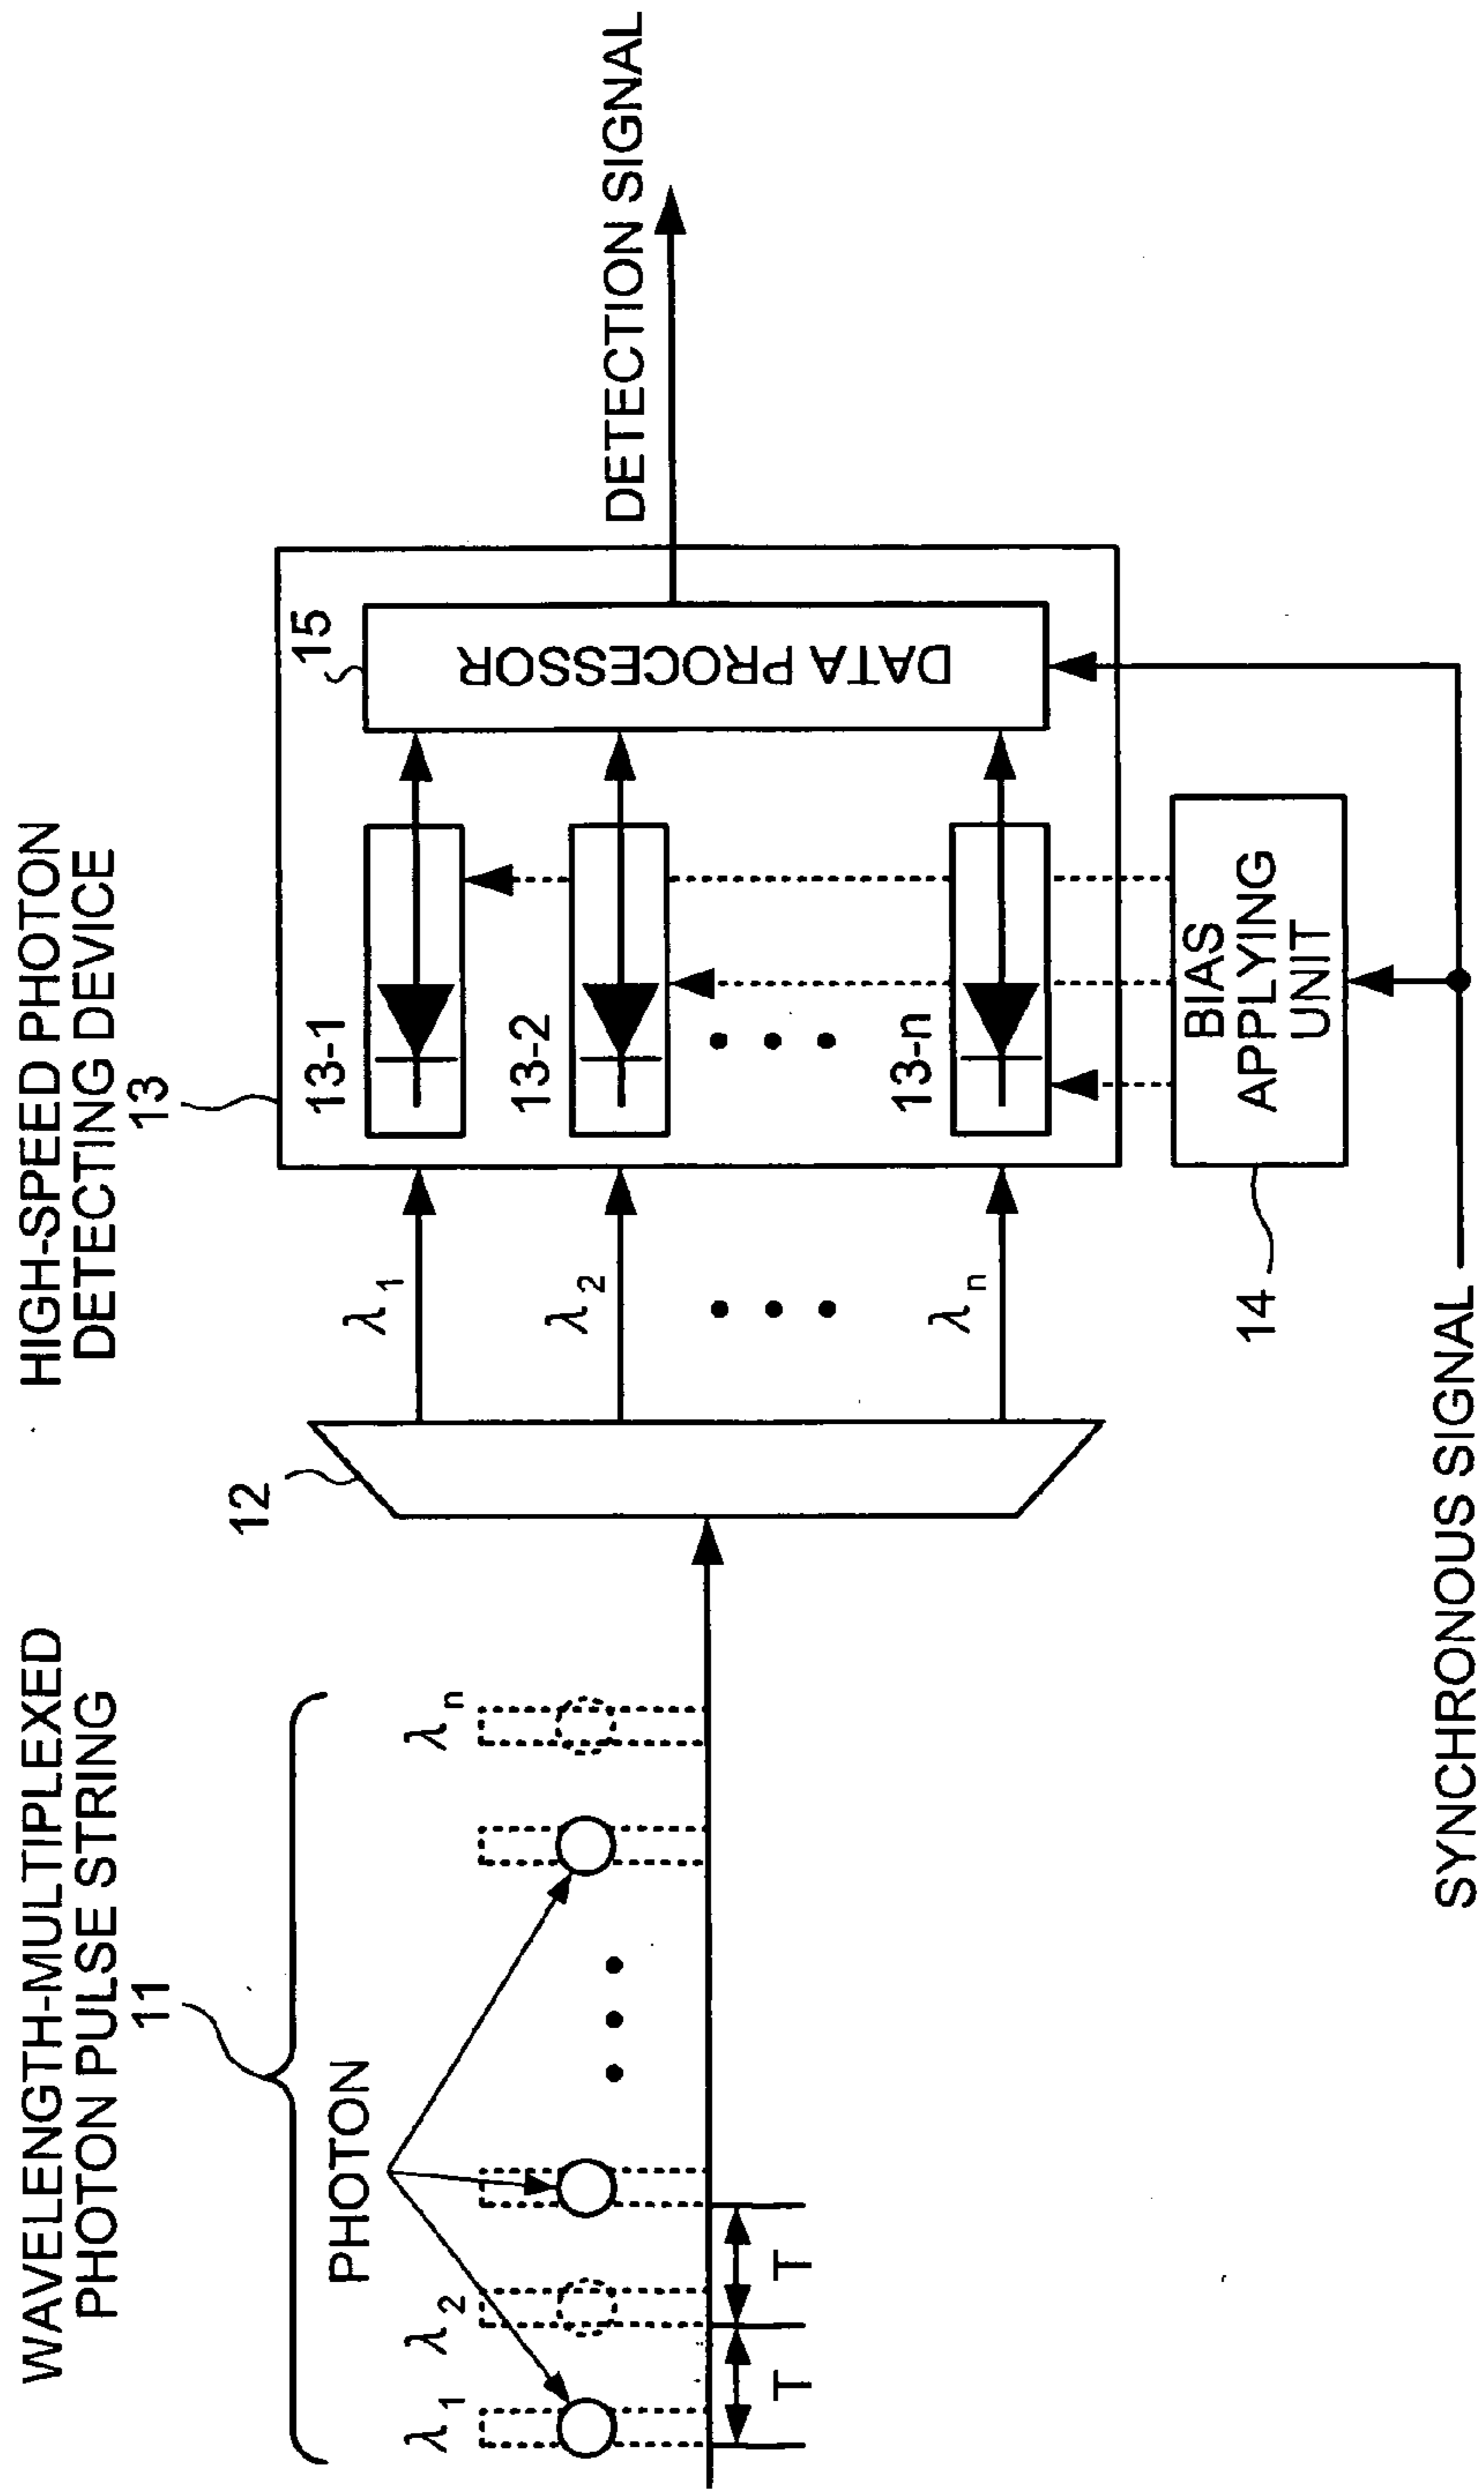 WAVELENGTH-MULTIPLEXED
PHOTON PULSE STRING
11
PHOTON
λ1
λ2
λn
T
T
12
λ1
λ2
λn
HIGH-SPEED PHOTON
DETECTING DEVICE
13
13-1
13-2
13-n
15
DATA PROCESSOR
DETECTION SIGNAL
BIAS
APPLYING
UNIT
14
SYNCHRONOUS SIGNAL